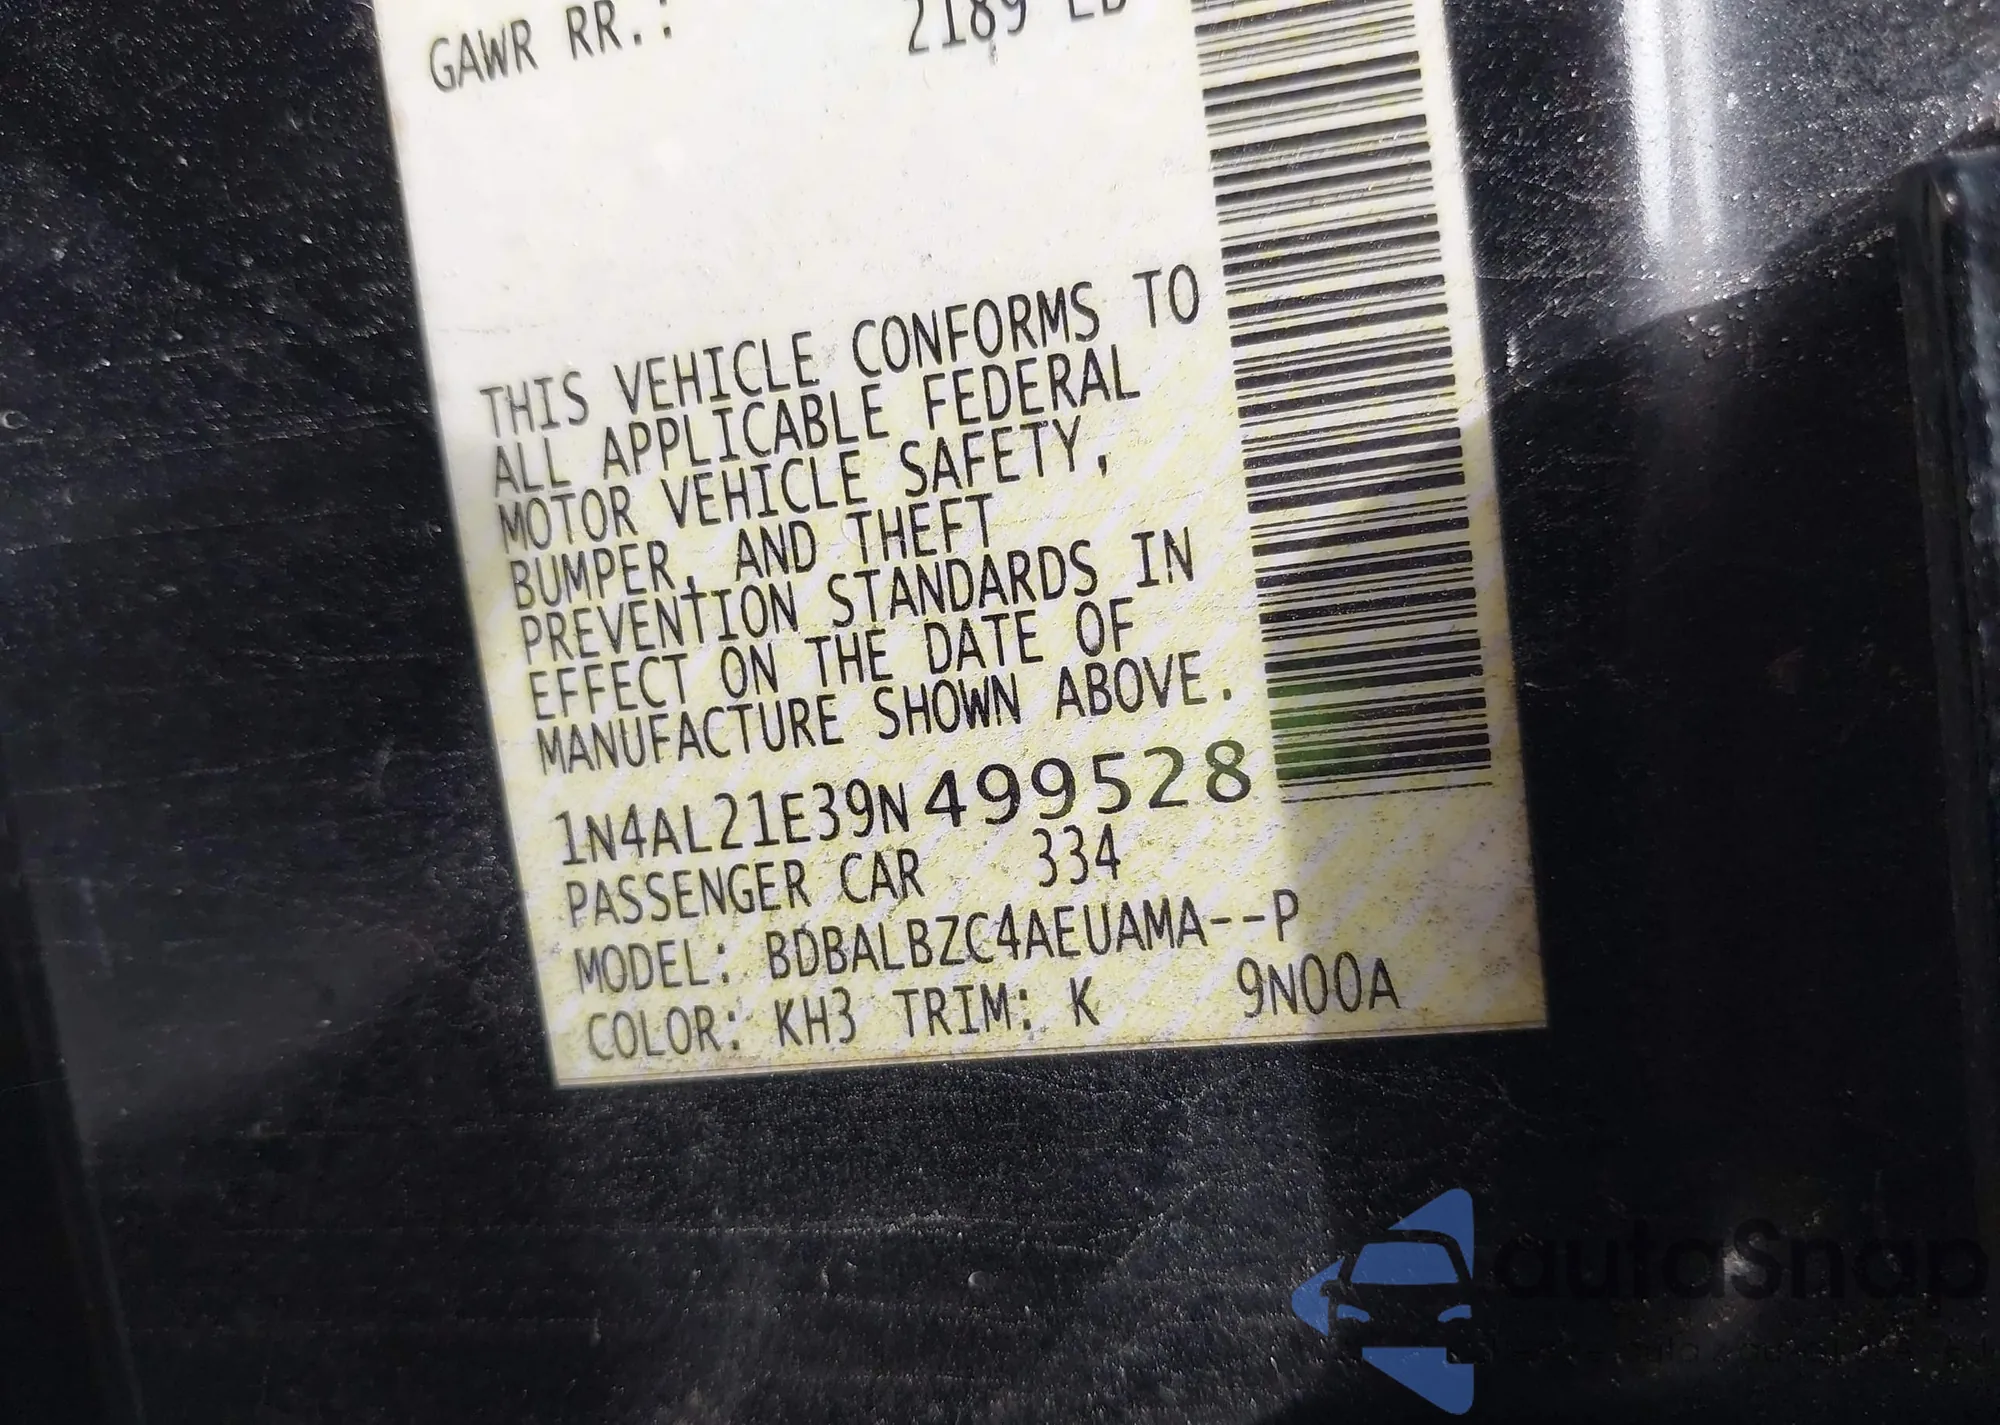 GAWR RR.: 2189 LB
THIS VEHICLE CONFORMS TO
ALL APPLICABLE FEDERAL
MOTOR VEHICLE SAFETY,
BUMPER, AND THEFT
PREVENTION STANDARDS IN
EFFECT ON THE DATE OF
MANUFACTURE SHOWN ABOVE.
1N4AL21E39N499528
PASSENGER CAR 334
MODEL: BDBALBZC4AEUAMA--P
COLOR: KH3 TRIM: K 9N00A
autoSnap